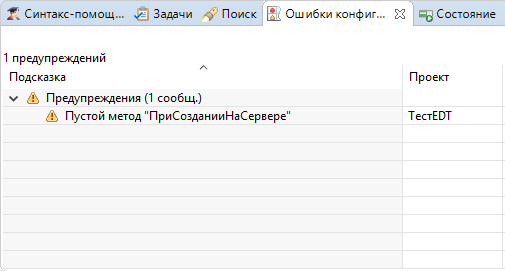 Синтакс-помощ... Задачи Поиск Ошибки конфиг... Состояние
1 предупреждений
Подсказка Проект
Предупреждения (1 сообщ.)
Пустой метод "ПриСозданииНаСервере" ТестEDT